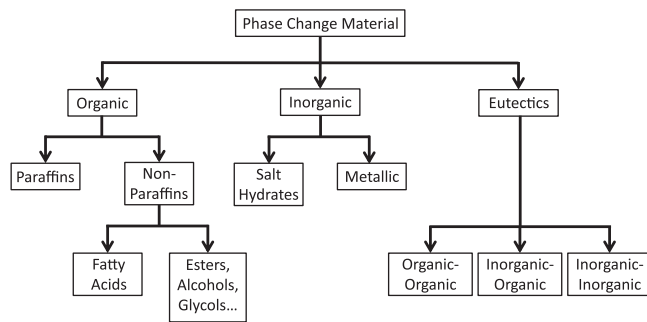 Phase Change Material
Organic
Inorganic
Eutectics
Paraffins
Non-
Paraffins
Salt
Hydrates
Metallic
Fatty
Acids
Esters,
Alcohols,
Glycols...
Organic-
Organic
Inorganic-
Organic
Inorganic-
Inorganic